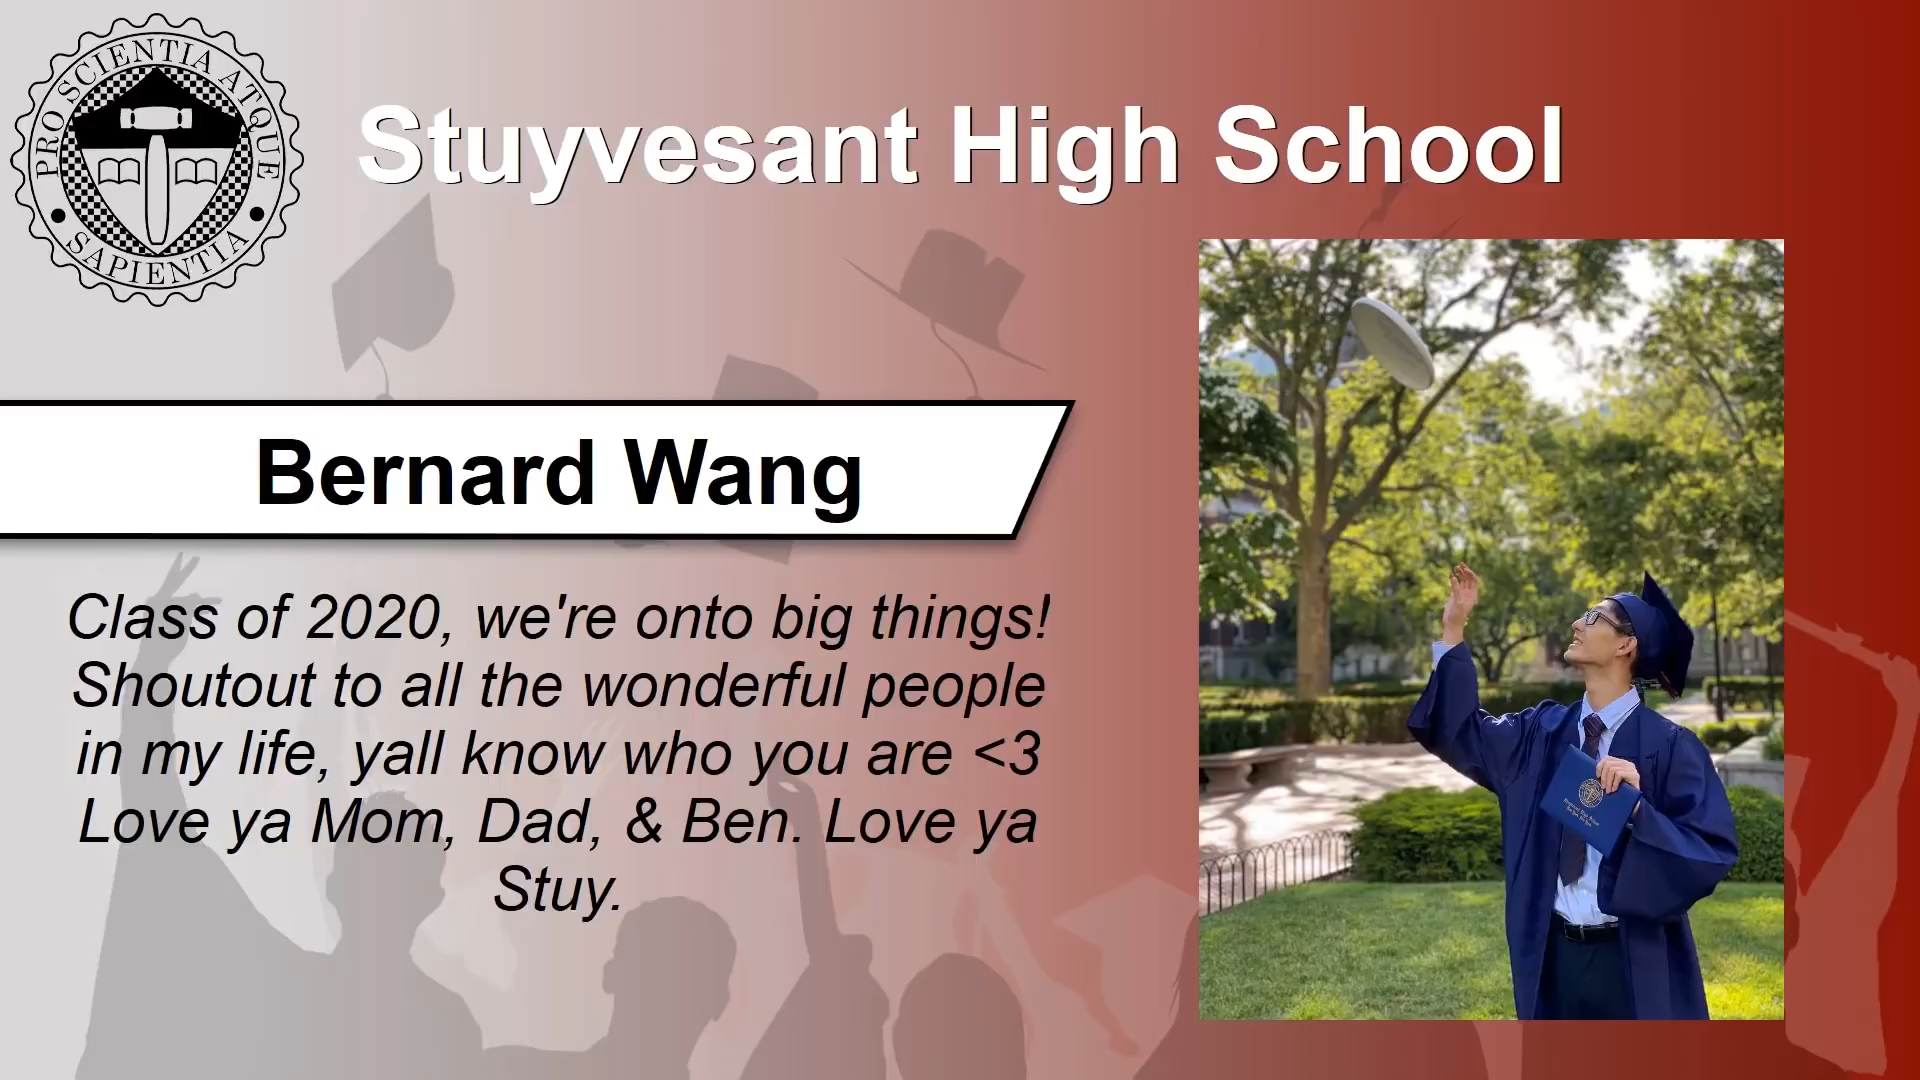 PRO SCIENTIA ATQUE
SAPIENTIA
Stuyvesant High School
Bernard Wang
Class of 2020, we're onto big things!
Shoutout to all the wonderful people
in my life, yall know who you are <3
Love ya Mom, Dad, & Ben. Love ya
Stuy.